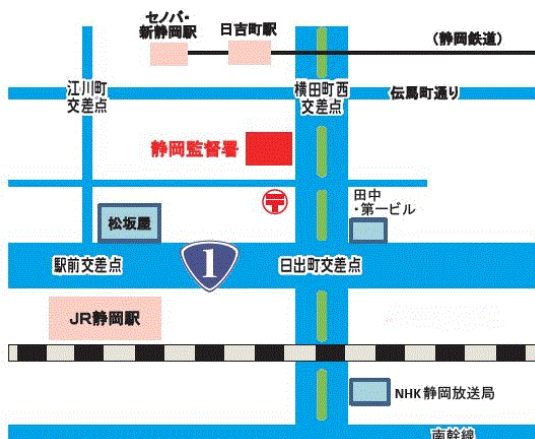 セノバ・
新静岡駅
日吉町駅
（静岡鉄道）
江川町
交差点
横田町西
交差点
伝馬町通り
静岡監督署
〒
田中
・第一ビル
松坂屋
駅前交差点
1
日出町交差点
JR静岡駅
NHK静岡放送局
南幹線